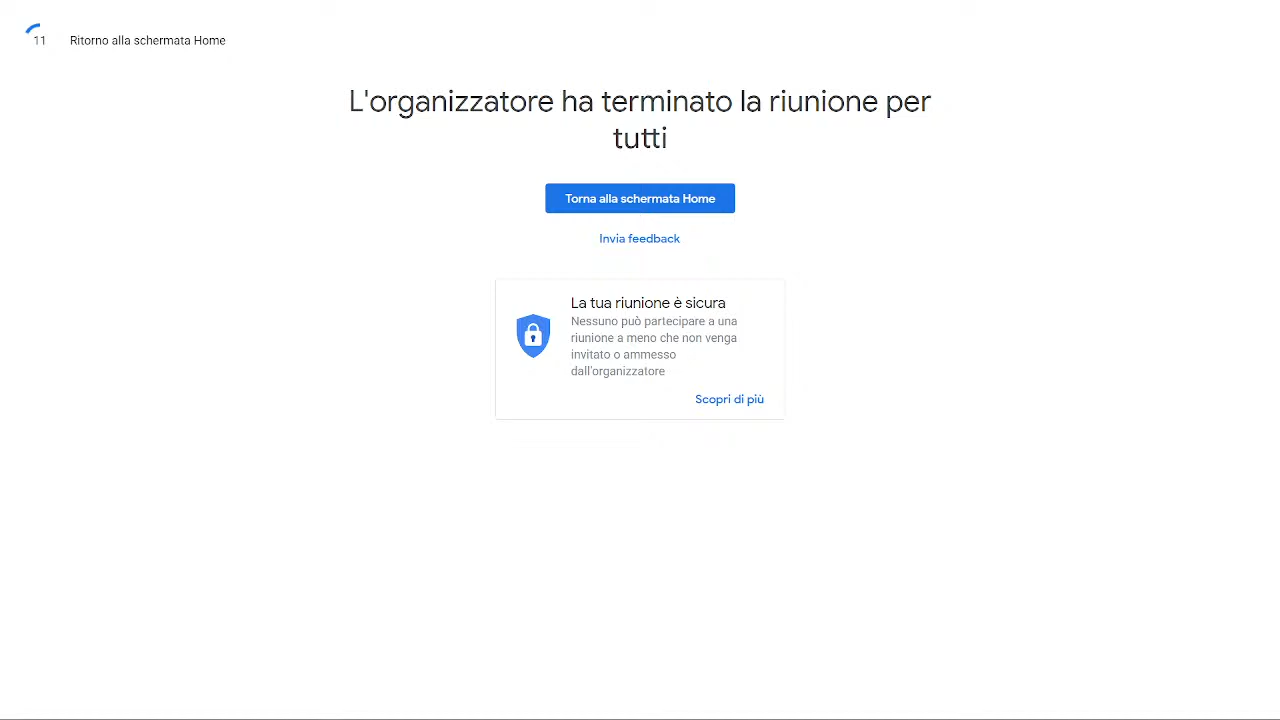 11
Ritorno alla schermata Home
L'organizzatore ha terminato la riunione per
tutti
Torna alla schermata Home
Invia feedback
La tua riunione è sicura
Nessuno può partecipare a una
riunione a meno che non venga
invitato o ammesso
dall'organizzatore
Scopri di più